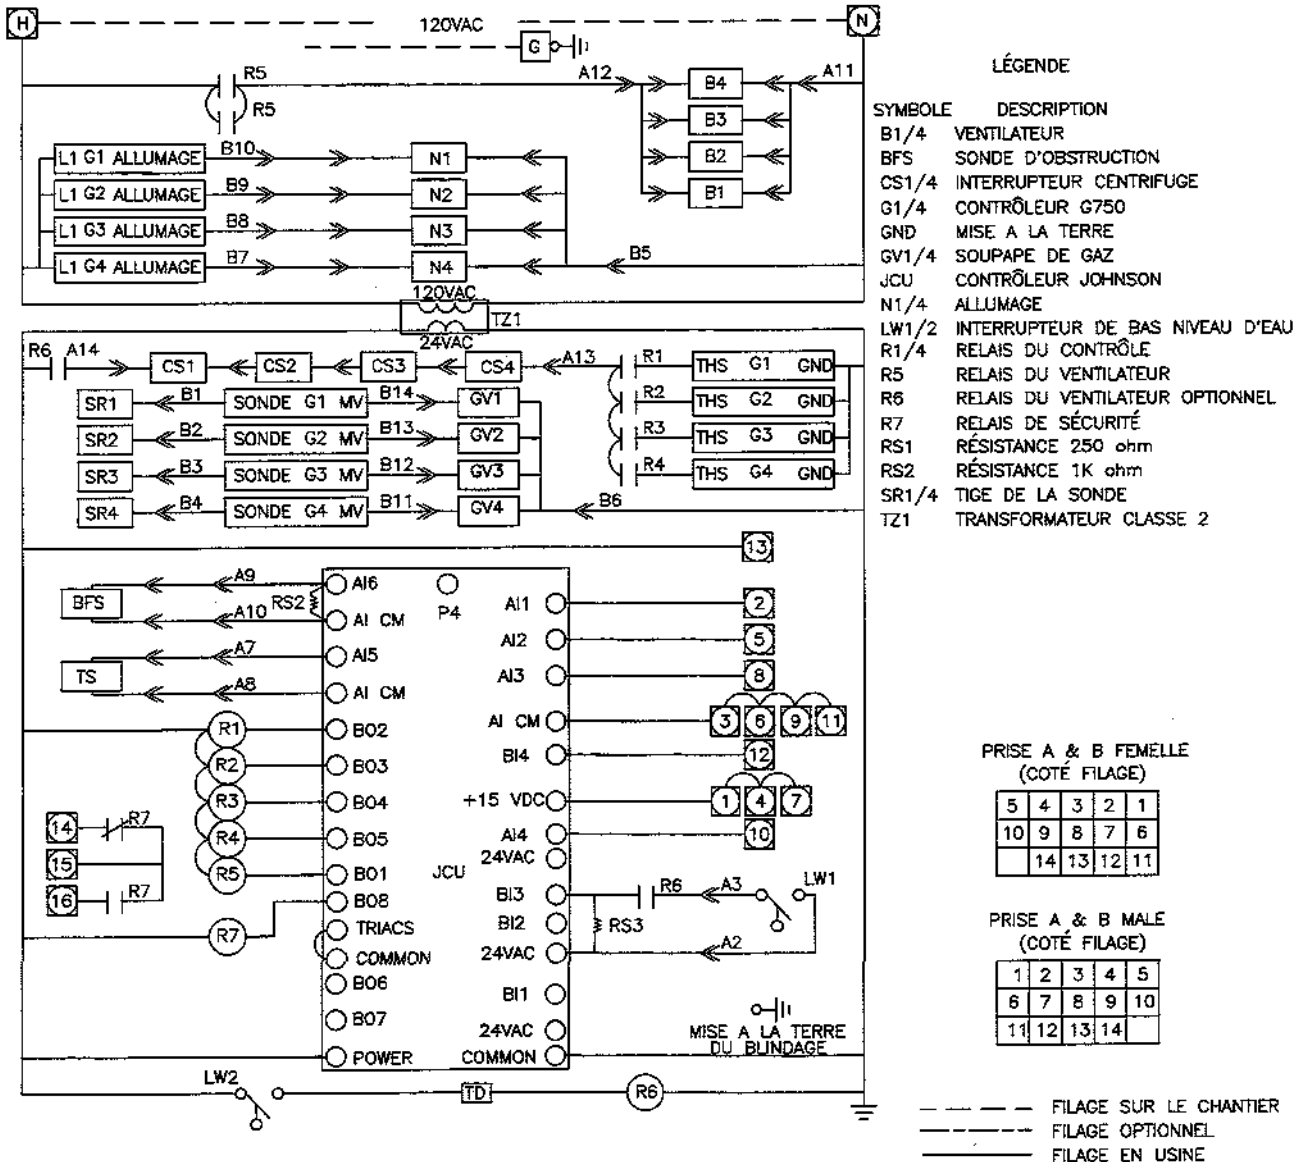 H
120VAC
N
G
A12
R5
R5
B4
A11
B3
B2
B1
L1 G1 ALLUMAGE
B10
N1
L1 G2 ALLUMAGE
B9
N2
L1 G3 ALLUMAGE
B8
N3
L1 G4 ALLUMAGE
B7
N4
B5
120VAC
TZ1
24VAC
R6
A14
CS1
CS2
CS3
CS4
A13
R1
THS G1 GND
SR1
B1
SONDE G1 MV
B14
GV1
R2
THS G2 GND
SR2
B2
SONDE G2 MV
B13
GV2
R3
THS G3 GND
SR3
B3
SONDE G3 MV
B12
GV3
R4
THS G4 GND
SR4
B4
SONDE G4 MV
B11
GV4
B6
13
BFS
A9
RS2
A10
TS
A7
A8
AI6
P4
AI CM
AI5
AI CM
BO2
BO3
BO4
BO5
JCU
BO1
BO8
TRIACS
COMMON
BO6
BO7
POWER
AI1
AI2
AI3
AI CM
BI4
+15 VDC
AI4
24VAC
BI3
BI2
24VAC
BI1
24VAC
COMMON
2
5
8
3 6 9 11
12
1 4 7
10
R1
R2
R3
R4
R5
R7
14
R7
15
16
R7
R6
A3
LW1
RS3
A2
MISE A LA TERRE
DU BLINDAGE
LW2
TD
R6
LÉGENDE
SYMBOLE DESCRIPTION
B1/4 VENTILATEUR
BFS SONDE D'OBSTRUCTION
CS1/4 INTERRUPTEUR CENTRIFUGE
G1/4 CONTRÔLEUR G750
GND MISE A LA TERRE
GV1/4 SOUPAPE DE GAZ
JCU CONTRÔLEUR JOHNSON
N1/4 ALLUMAGE
LW1/2 INTERRUPTEUR DE BAS NIVEAU D'EAU
R1/4 RELAIS DU CONTRÔLE
R5 RELAIS DU VENTILATEUR
R6 RELAIS DU VENTILATEUR OPTIONNEL
R7 RELAIS DE SÉCURITÉ
RS1 RÉSISTANCE 250 ohm
RS2 RÉSISTANCE 1K ohm
SR1/4 TIGE DE LA SONDE
TZ1 TRANSFORMATEUR CLASSE 2
PRISE A & B FEMELLE
(COTÉ FILAGE)
5 4 3 2 1
10 9 8 7 6
14 13 12 11
PRISE A & B MALE
(COTÉ FILAGE)
1 2 3 4 5
6 7 8 9 10
11 12 13 14
FILAGE SUR LE CHANTIER
FILAGE OPTIONNEL
FILAGE EN USINE